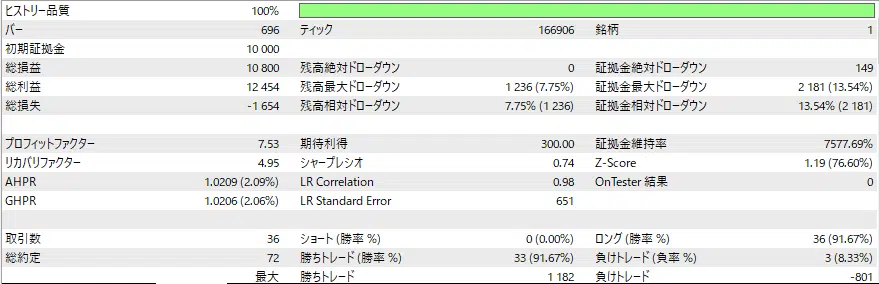 ヒストリー品質 100%
バー 696 ティック 166906 銘柄 1
初期証拠金 10 000
総損益 10 800 残高絶対ドローダウン 0 証拠金絶対ドローダウン 149
総利益 12 454 残高最大ドローダウン 1 236 (7.75%) 証拠金最大ドローダウン 2 181 (13.54%)
総損失 -1 654 残高相対ドローダウン 7.75% (1 236) 証拠金相対ドローダウン 13.54% (2 181)
プロフィットファクター 7.53 期待利得 300.00 証拠金維持率 7577.69%
リカバリファクター 4.95 シャープレシオ 0.74 Z-Score 1.19 (76.60%)
AHPR 1.0209 (2.09%) LR Correlation 0.98 OnTester 結果 0
GHPR 1.0206 (2.06%) LR Standard Error 651
取引数 36 ショート (勝率 %) 0 (0.00%) ロング (勝率 %) 36 (91.67%)
総約定 72 勝ちトレード (勝率 %) 33 (91.67%) 負けトレード (負率 %) 3 (8.33%)
最大 勝ちトレード 1 182 負けトレード -801